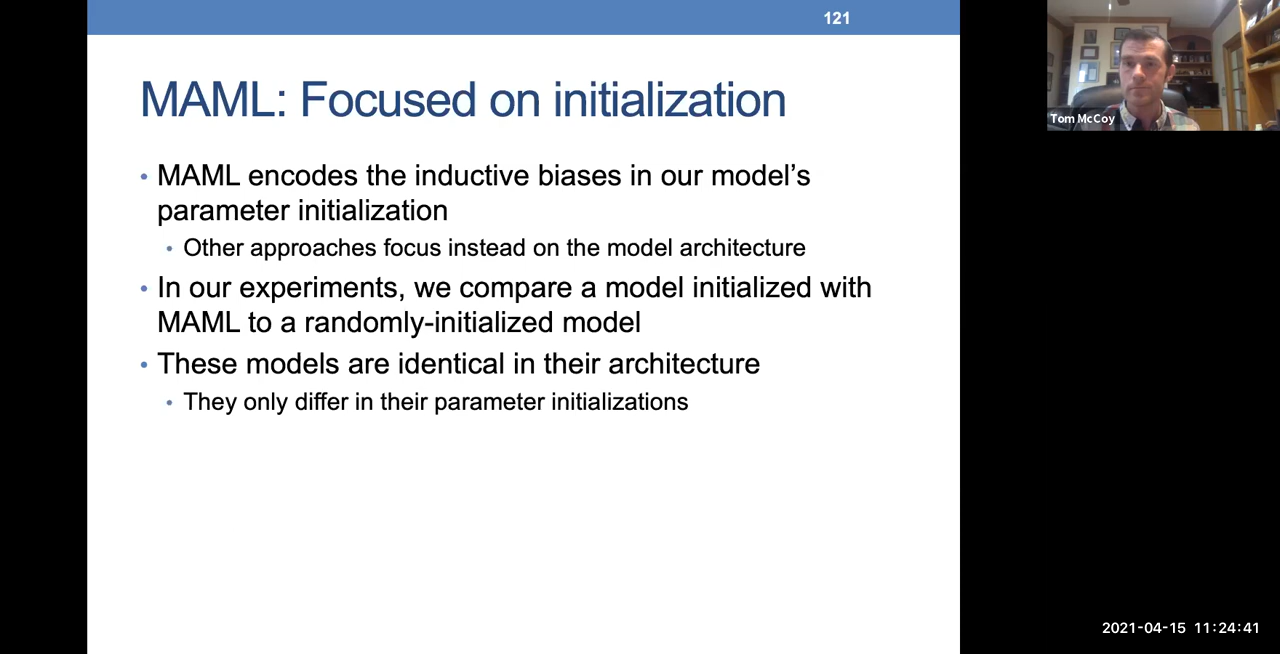 121
MAML: Focused on initialization
• MAML encodes the inductive biases in our model’s
parameter initialization
• Other approaches focus instead on the model architecture
• In our experiments, we compare a model initialized with
MAML to a randomly-initialized model
• These models are identical in their architecture
• They only differ in their parameter initializations
Tom McCoy
2021-04-15 11:24:41